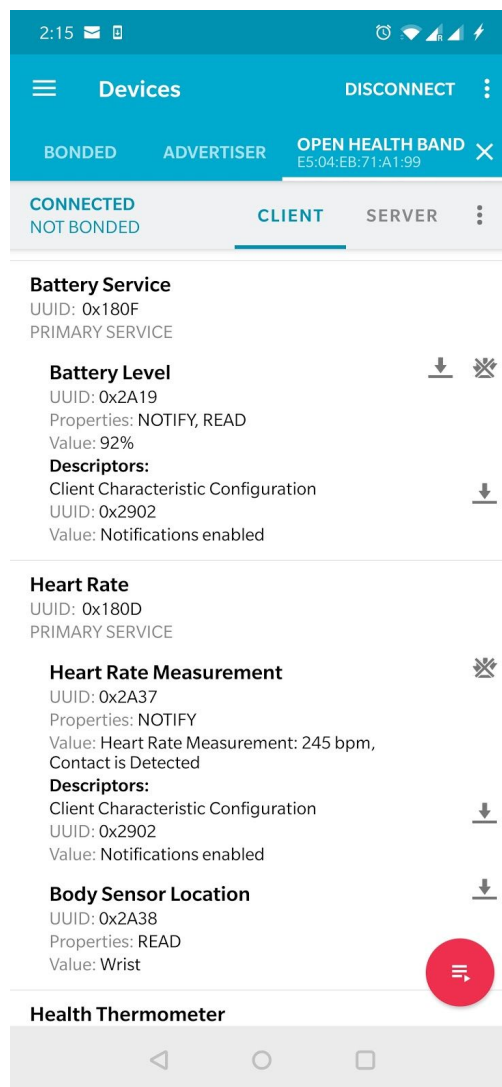 2:15
Devices
DISCONNECT
BONDED
ADVERTISER
OPEN HEALTH BAND
E5:04:EB:71:A1:99
CONNECTED
NOT BONDED
CLIENT
SERVER
Battery Service
UUID: 0x180F
PRIMARY SERVICE
Battery Level
UUID: 0x2A19
Properties: NOTIFY, READ
Value: 92%
Descriptors:
Client Characteristic Configuration
UUID: 0x2902
Value: Notifications enabled
Heart Rate
UUID: 0x180D
PRIMARY SERVICE
Heart Rate Measurement
UUID: 0x2A37
Properties: NOTIFY
Value: Heart Rate Measurement: 245 bpm,
Contact is Detected
Descriptors:
Client Characteristic Configuration
UUID: 0x2902
Value: Notifications enabled
Body Sensor Location
UUID: 0x2A38
Properties: READ
Value: Wrist
Health Thermometer